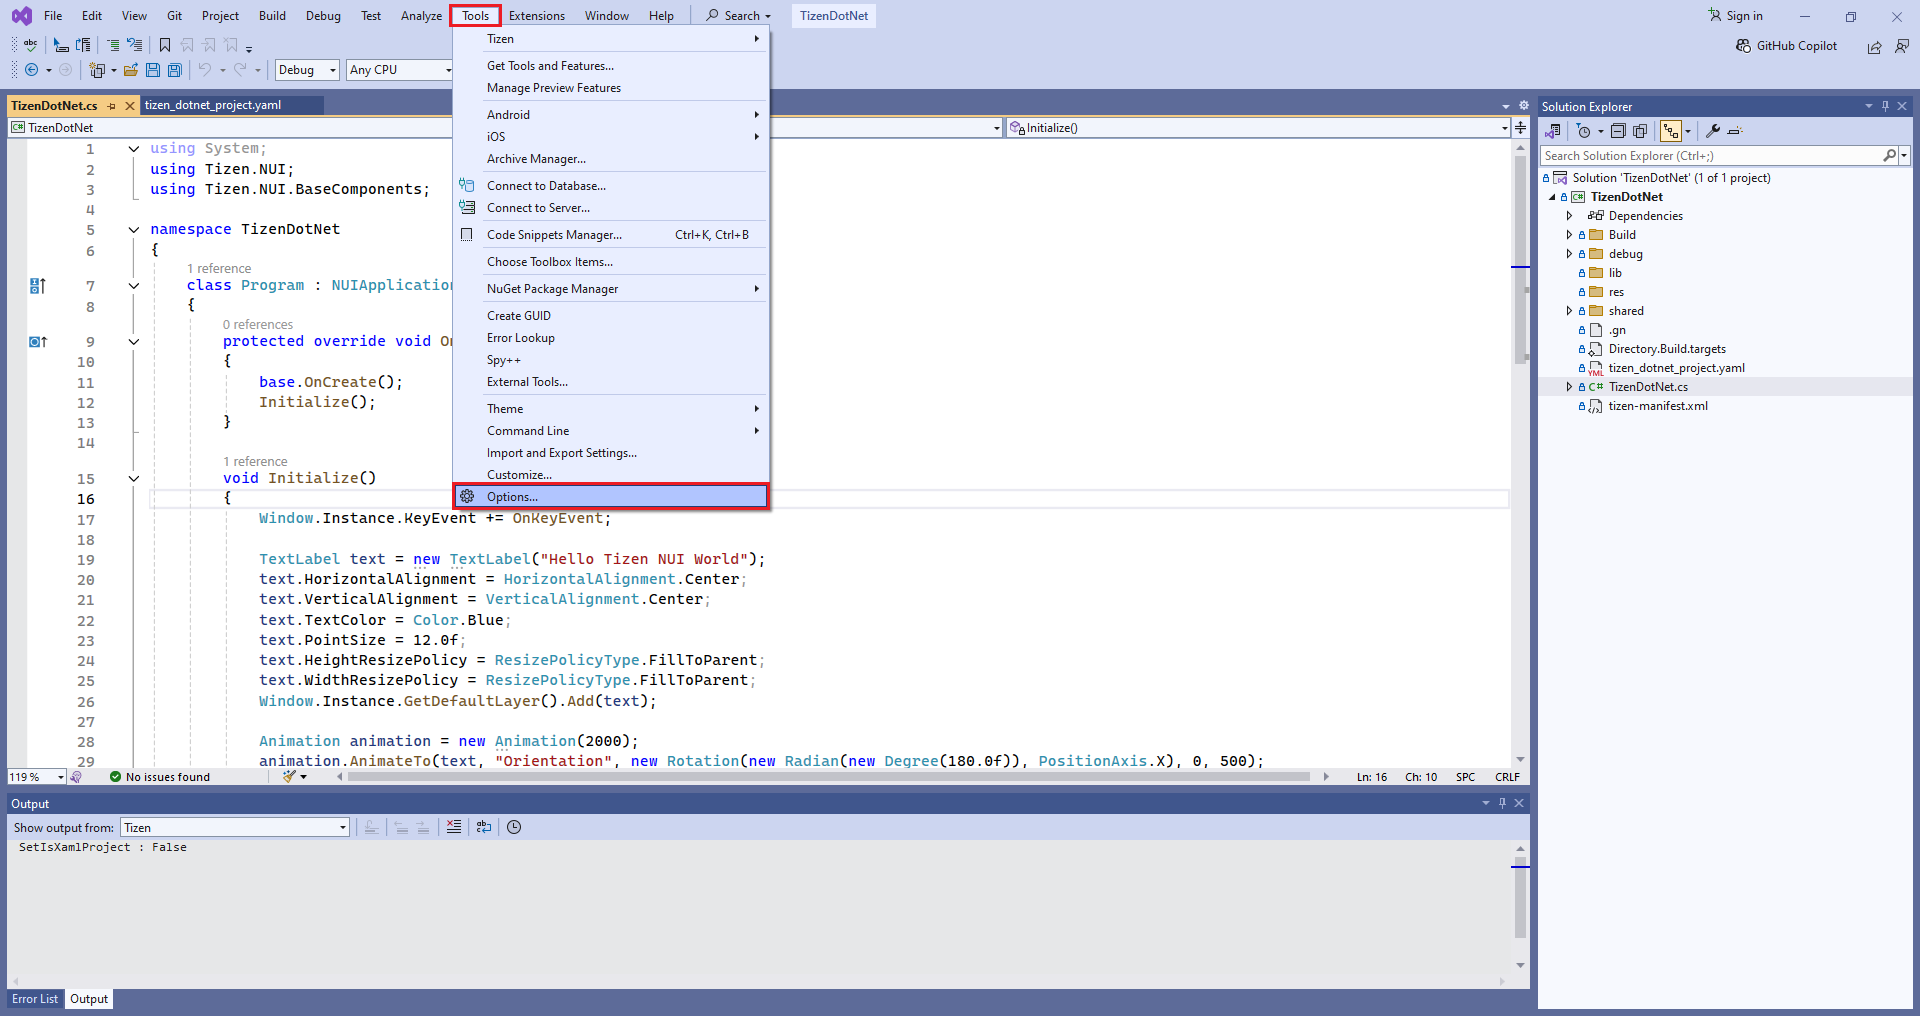 File Edit View Git Project Build Debug Test Analyze Tools Extensions Window Help Search TizenDotNet Sign in
abc
GitHub Copilot
Debug Any CPU
TizenDotNet.cs tizen_dotnet_project.yaml
C# TizenDotNet Initialize()
1 using System;
2 using Tizen.NUI;
3 using Tizen.NUI.BaseComponents;
4
5 namespace TizenDotNet
6 {
1 reference
7 class Program : NUIApplication
8 {
0 references
9 protected override void
10 {
11 base.OnCreate();
12 Initialize();
13 }
14
1 reference
15 void Initialize()
16 {
17 Window.Instance.KeyEvent += OnKeyEvent;
18
19 TextLabel text = new TextLabel("Hello Tizen NUI World");
20 text.HorizontalAlignment = HorizontalAlignment.Center;
21 text.VerticalAlignment = VerticalAlignment.Center;
22 text.TextColor = Color.Blue;
23 text.PointSize = 12.0f;
24 text.HeightResizePolicy = ResizePolicyType.FillToParent;
25 text.WidthResizePolicy = ResizePolicyType.FillToParent;
26 Window.Instance.GetDefaultLayer().Add(text);
27
28 Animation animation = new Animation(2000);
29 animation.AnimateTo(text, "Orientation", new Rotation(new Radian(new Degree(180.0f)), PositionAxis.X), 0, 500);
Tizen
Get Tools and Features...
Manage Preview Features
Android
iOS
Archive Manager...
Connect to Database...
Connect to Server...
Code Snippets Manager... Ctrl+K, Ctrl+B
Choose Toolbox Items...
NuGet Package Manager
Create GUID
Error Lookup
Spy++
External Tools...
Theme
Command Line
Import and Export Settings...
Customize...
Options...
119 % No issues found Ln: 16 Ch: 10 SPC CRLF
Output
Show output from: Tizen
SetIsXamlProject : False
Error List Output
Solution Explorer
Search Solution Explorer (Ctrl+;)
Solution 'TizenDotNet' (1 of 1 project)
C# TizenDotNet
Dependencies
Build
debug
lib
res
shared
.gn
Directory.Build.targets
YML tizen_dotnet_project.yaml
C# TizenDotNet.cs
tizen-manifest.xml